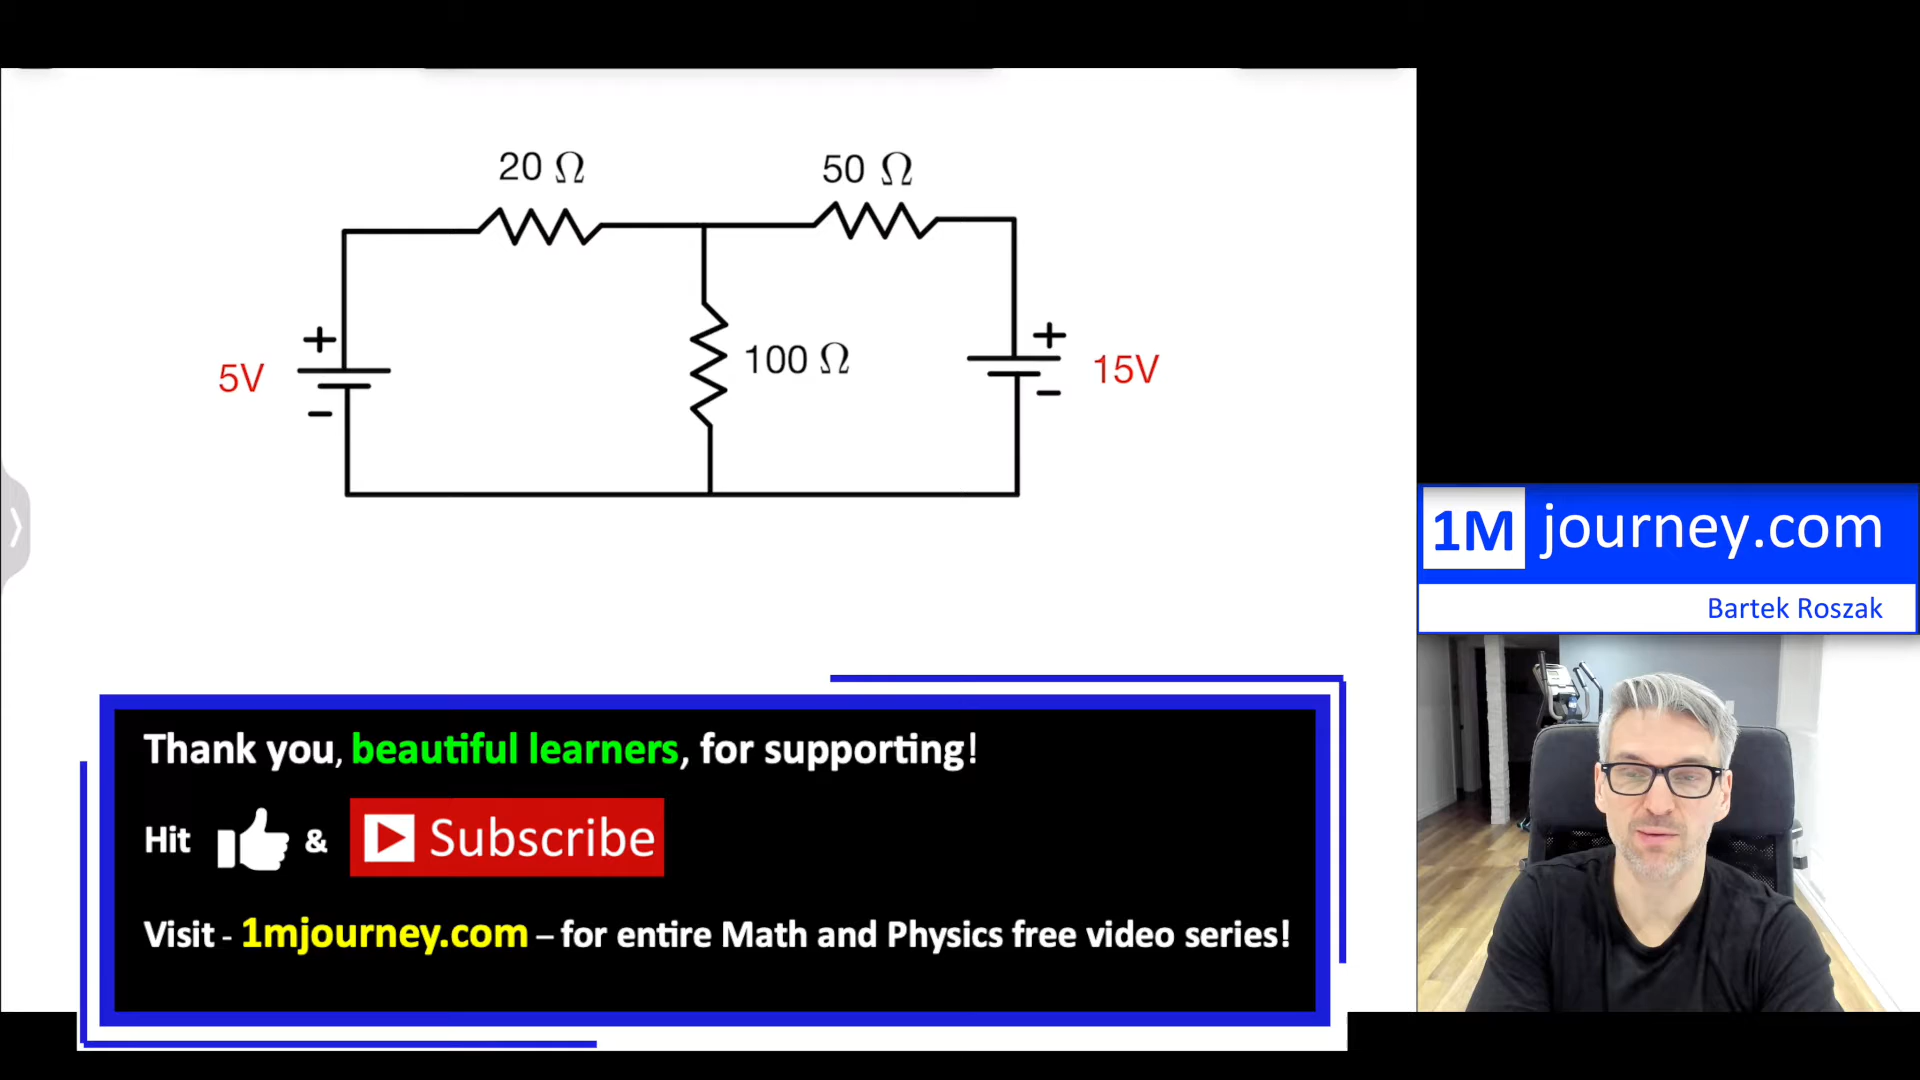 20 Ω
50 Ω
+
5V
−
100 Ω
+
15V
−
1M journey.com
Bartek Roszak
Thank you, beautiful learners, for supporting!
Hit & Subscribe
Visit - 1mjourney.com – for entire Math and Physics free video series!